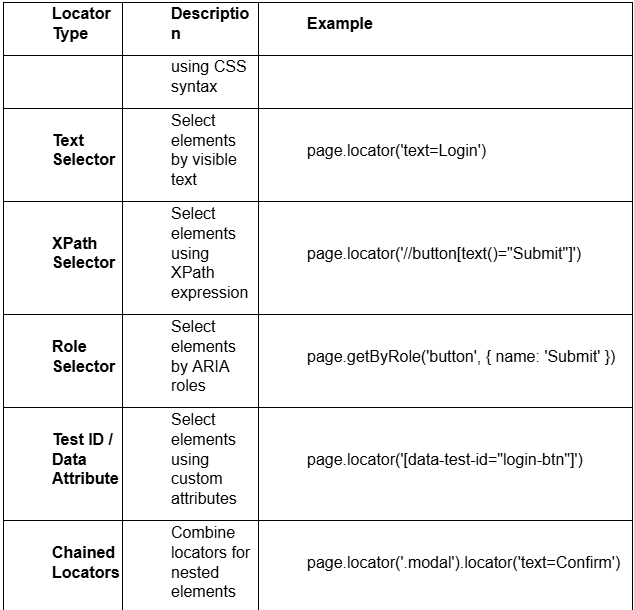 Locator Type
Descriptio
n
Example
using CSS
syntax
Text
Selector
Select
elements
by visible
text
page.locator('text=Login')
XPath
Selector
Select
elements
using
XPath
expression
page.locator('//button[text()="Submit"]')
Role
Selector
Select
elements
by ARIA
roles
page.getByRole('button', { name: 'Submit' })
Test ID /
Data
Attribute
Select
elements
using
custom
attributes
page.locator('[data-test-id="login-btn"]')
Chained
Locators
Combine
locators for
nested
elements
page.locator('.modal').locator('text=Confirm')